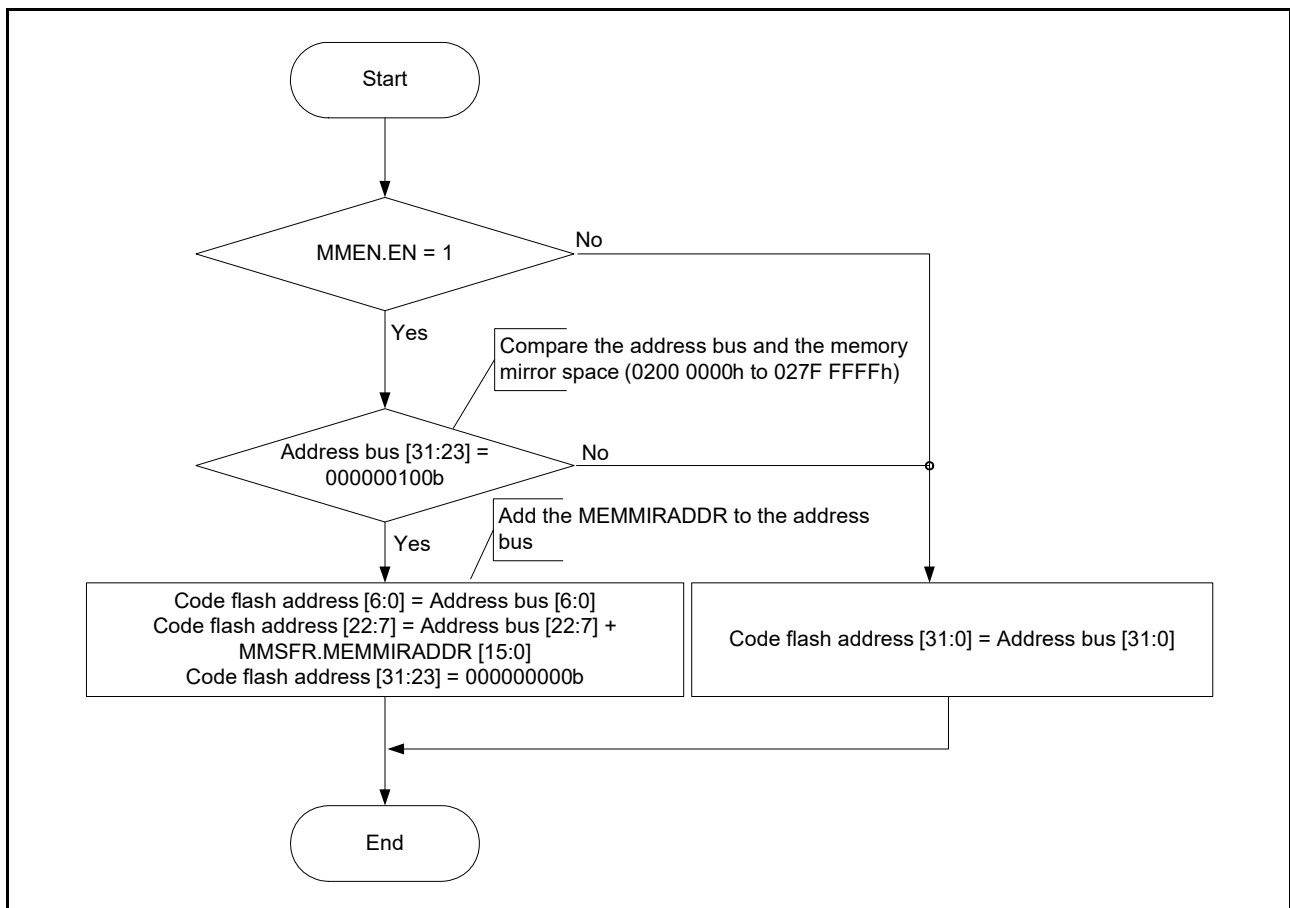 Start
MMEN.EN = 1
No
Yes
Compare the address bus and the memory
mirror space (0200 0000h to 027F FFFFh)
Address bus [31:23] =
000000100b
No
Yes
Add the MEMMIRADDR to the address
bus
Code flash address [6:0] = Address bus [6:0]
Code flash address [22:7] = Address bus [22:7] +
MMSFR.MEMMIRADDR [15:0]
Code flash address [31:23] = 000000000b
Code flash address [31:0] = Address bus [31:0]
End